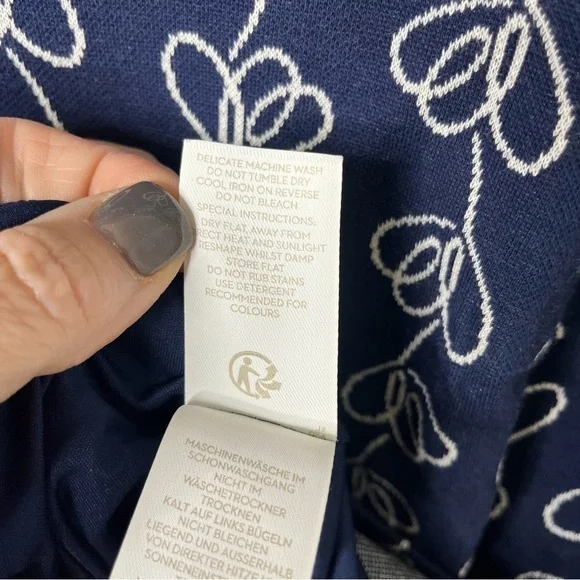 DELICATE MACHINE WASH
DO NOT TUMBLE DRY
COOL IRON ON REVERSE
DO NOT BLEACH
SPECIAL INSTRUCTIONS:
DRY FLAT, AWAY FROM
RECT HEAT AND SUNLIGHT
RESHAPE WHILST DAMP
STORE FLAT
DO NOT RUB STAINS
USE DETERGENT
RECOMMENDED FOR
COLOURS
MASCHINENWÄSCHE IM
SCHONWASCHGANG
NICHT IM
WÄSCHETROCKNER
TROCKNEN
KALT AUF LINKS BÜGELN
NICHT BLEICHEN
LIEGEND UND AUSSERHALB
VON DIREKTER HITZE